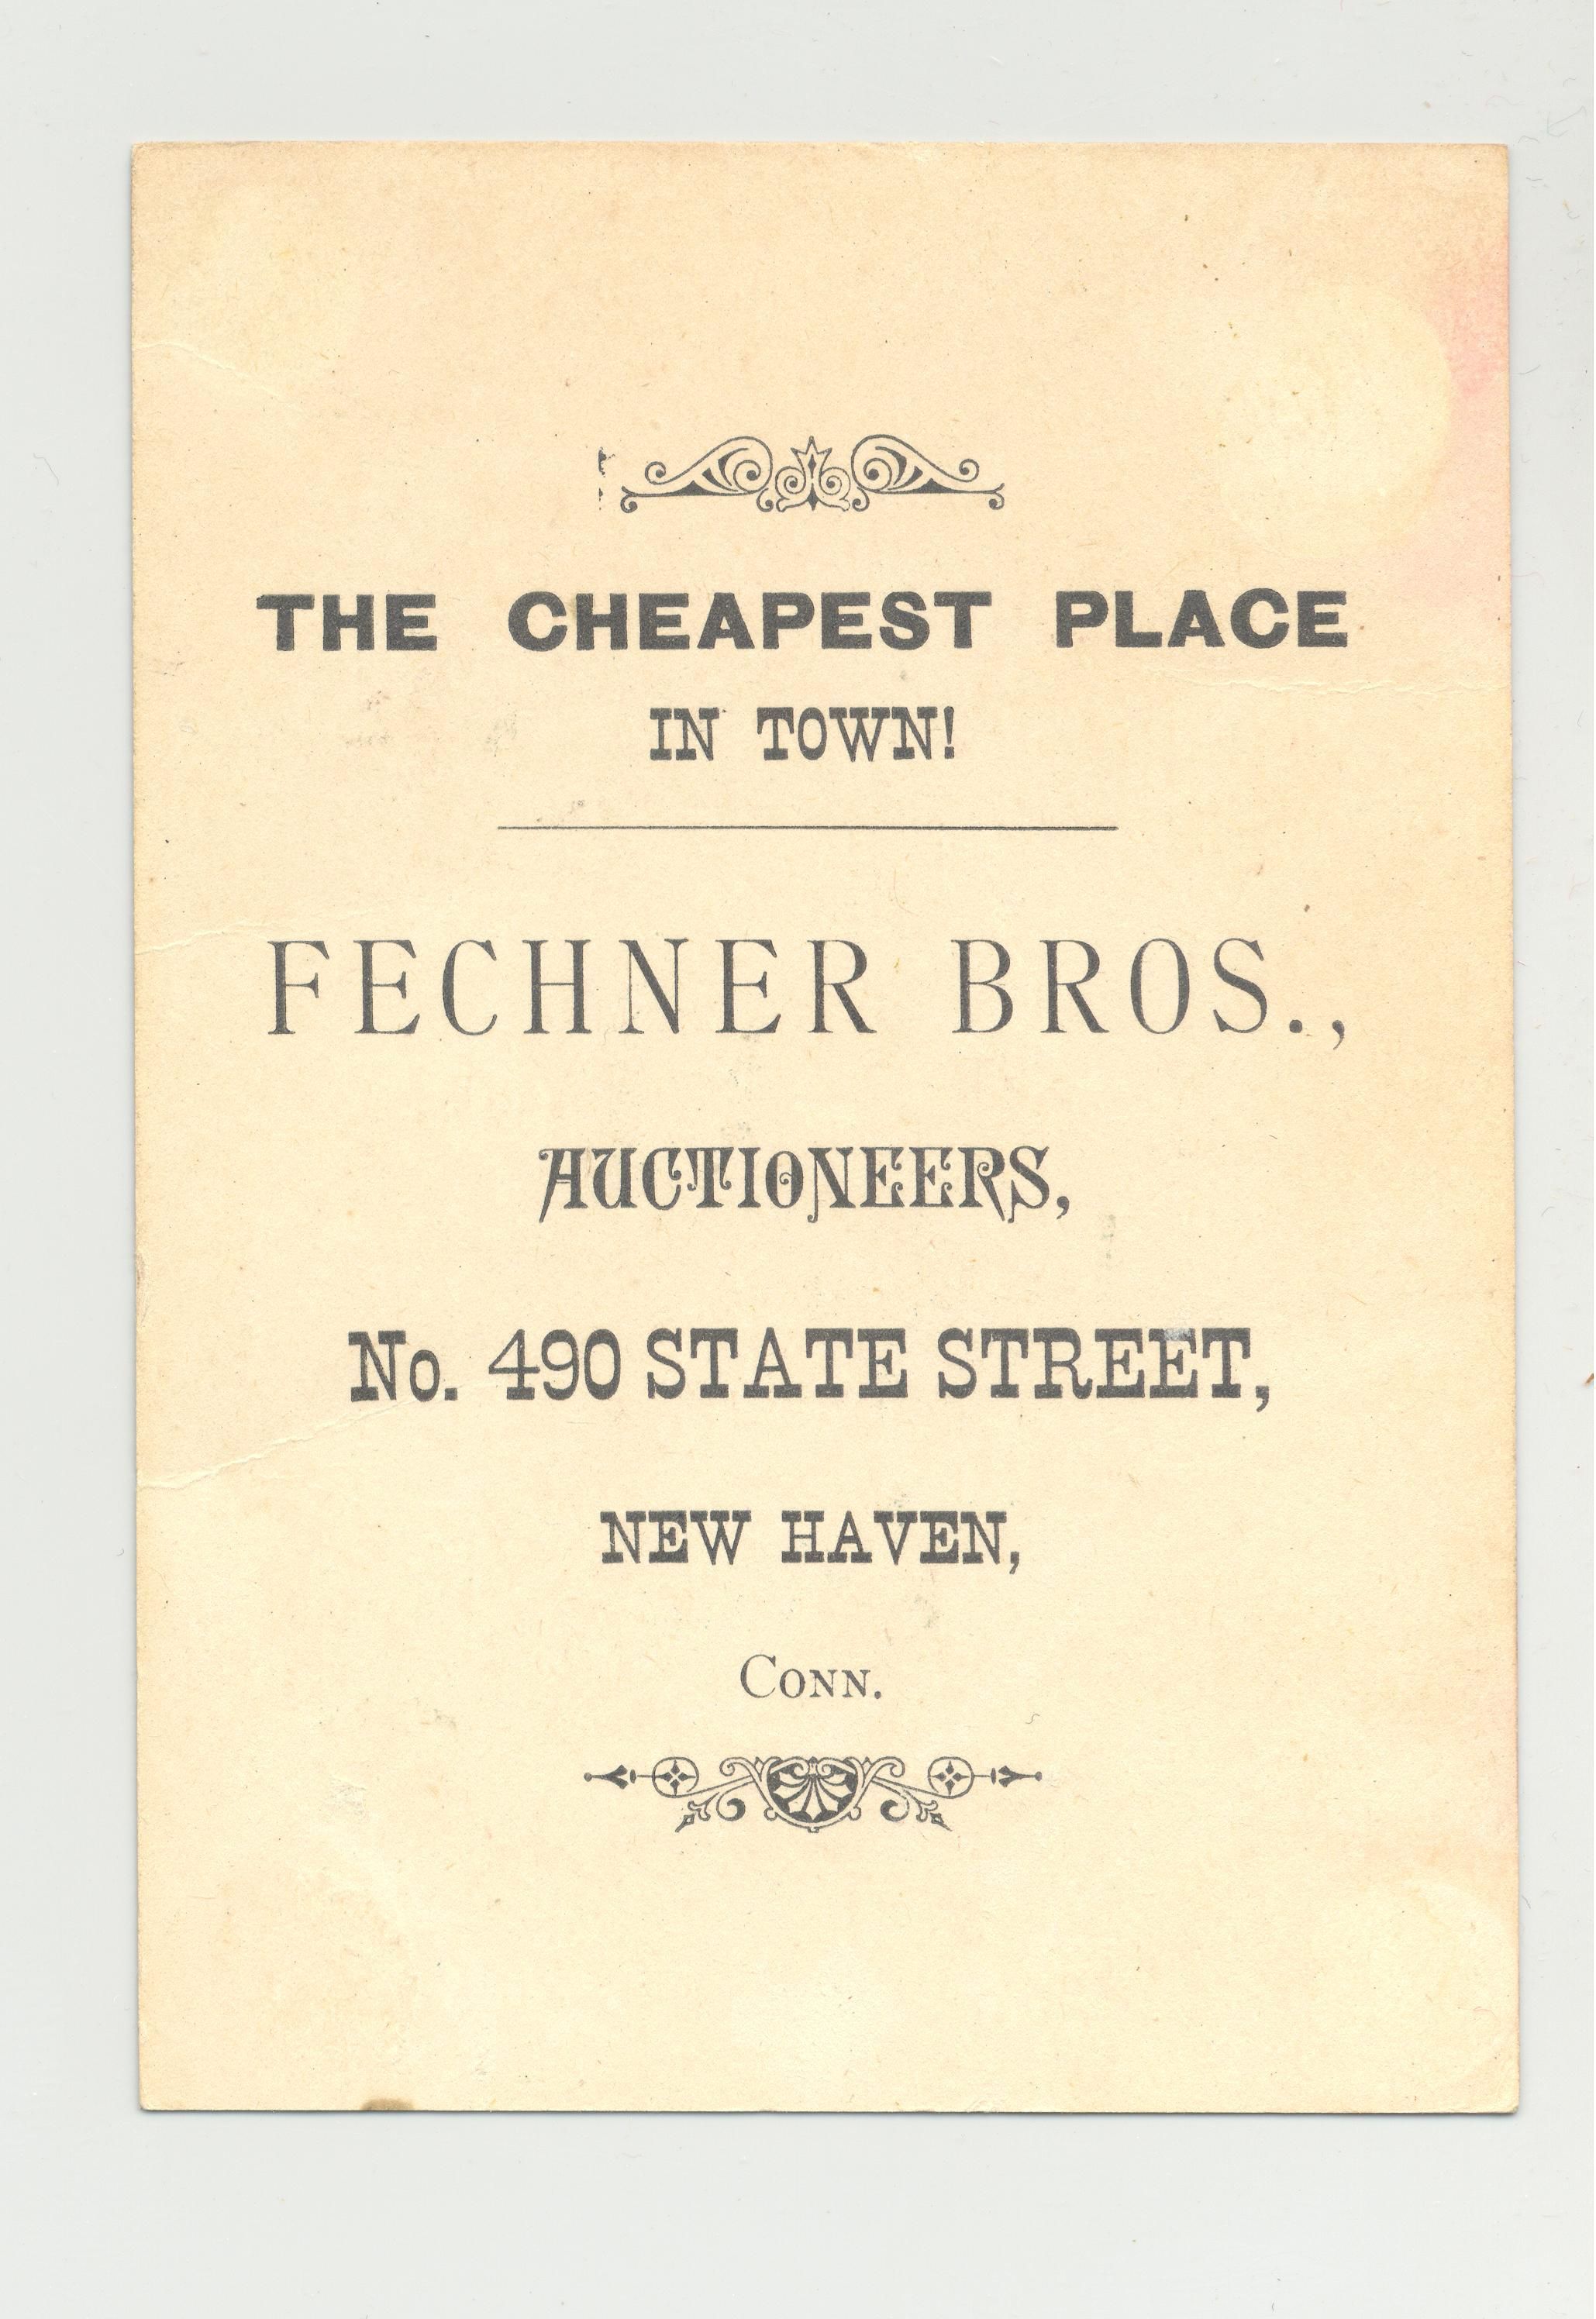 THE CHEAPEST PLACE
IN TOWN!
FECHNER BROS.,
AUCTIONEERS,
No. 490 STATE STREET,
NEW HAVEN,
CONN.